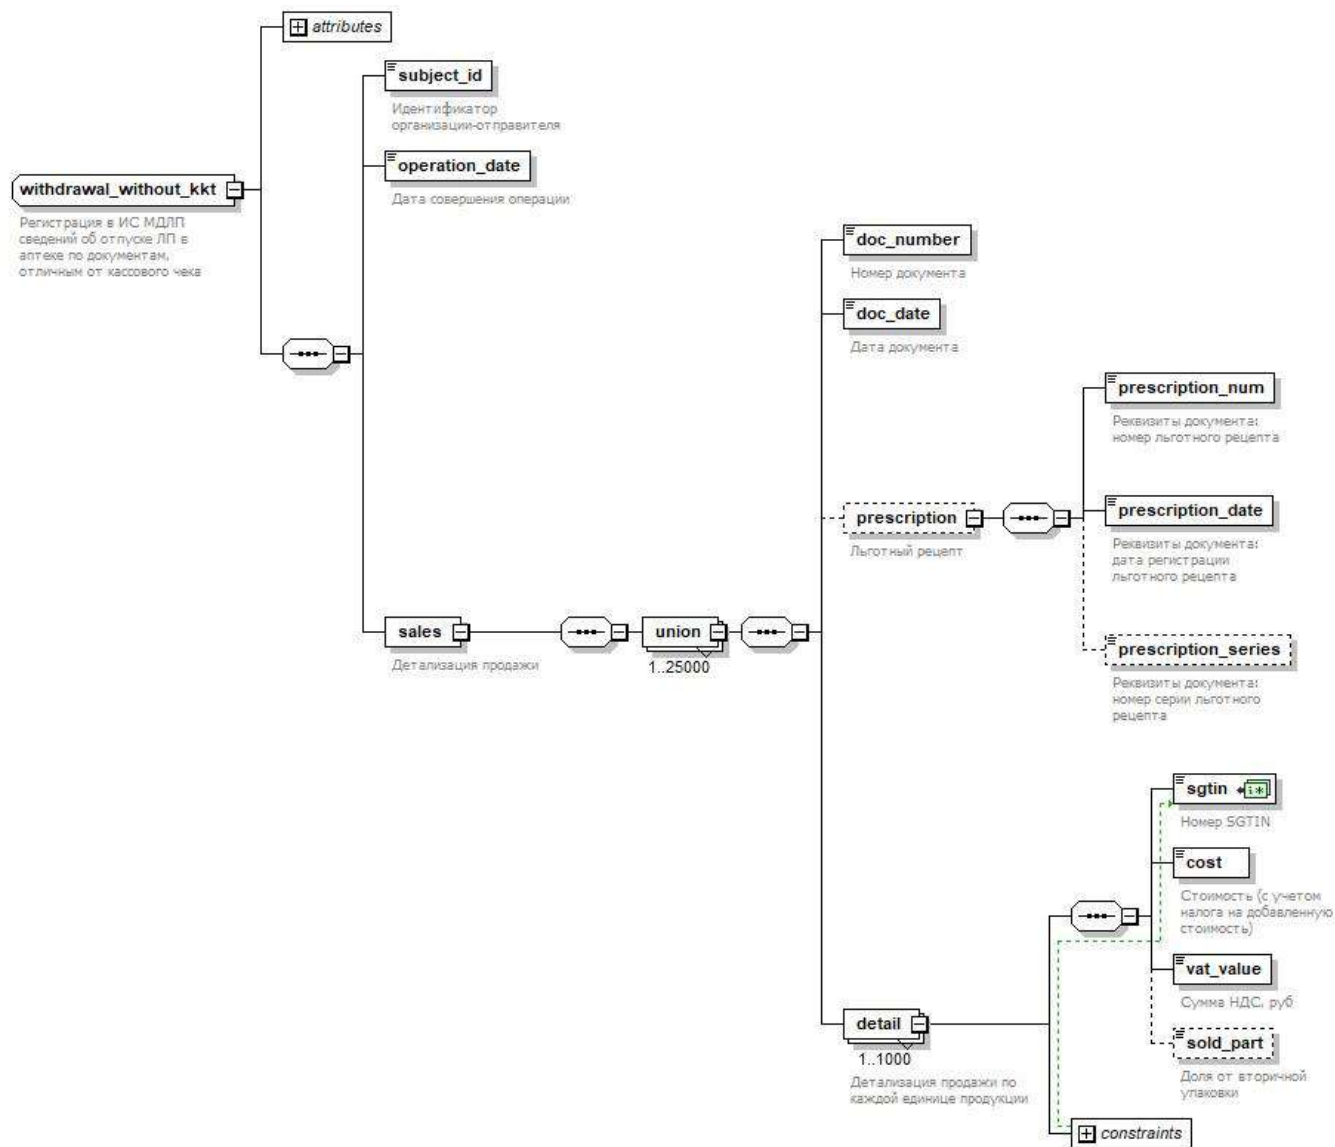 attributes
subject_id
Идентификатор
организации-отправителя
operation_date
Дата совершения операции
withdrawal_without_kkt
Регистрация в ИС МДЛП
сведений об отпуске ЛП в
аптеке по документам,
отличным от кассового чека
doc_number
Номер документа
doc_date
Дата документа
prescription_num
Реквизиты документа:
номер льготного рецепта
prescription
Льготный рецепт
prescription_date
Реквизиты документа:
дата регистрации
льготного рецепта
sales
Детализация продажи
union
1..25000
prescription_series
Реквизиты документа:
номер серии льготного
рецепта
sgtin
Номер SGTIN
cost
Стоимость (с учетом
налога на добавленную
стоимость)
vat_value
Сумма НДС, руб
detail
1..1000
Детализация продажи по
каждой единице продукции
sold_part
Доля от вторичной
упаковки
constraints